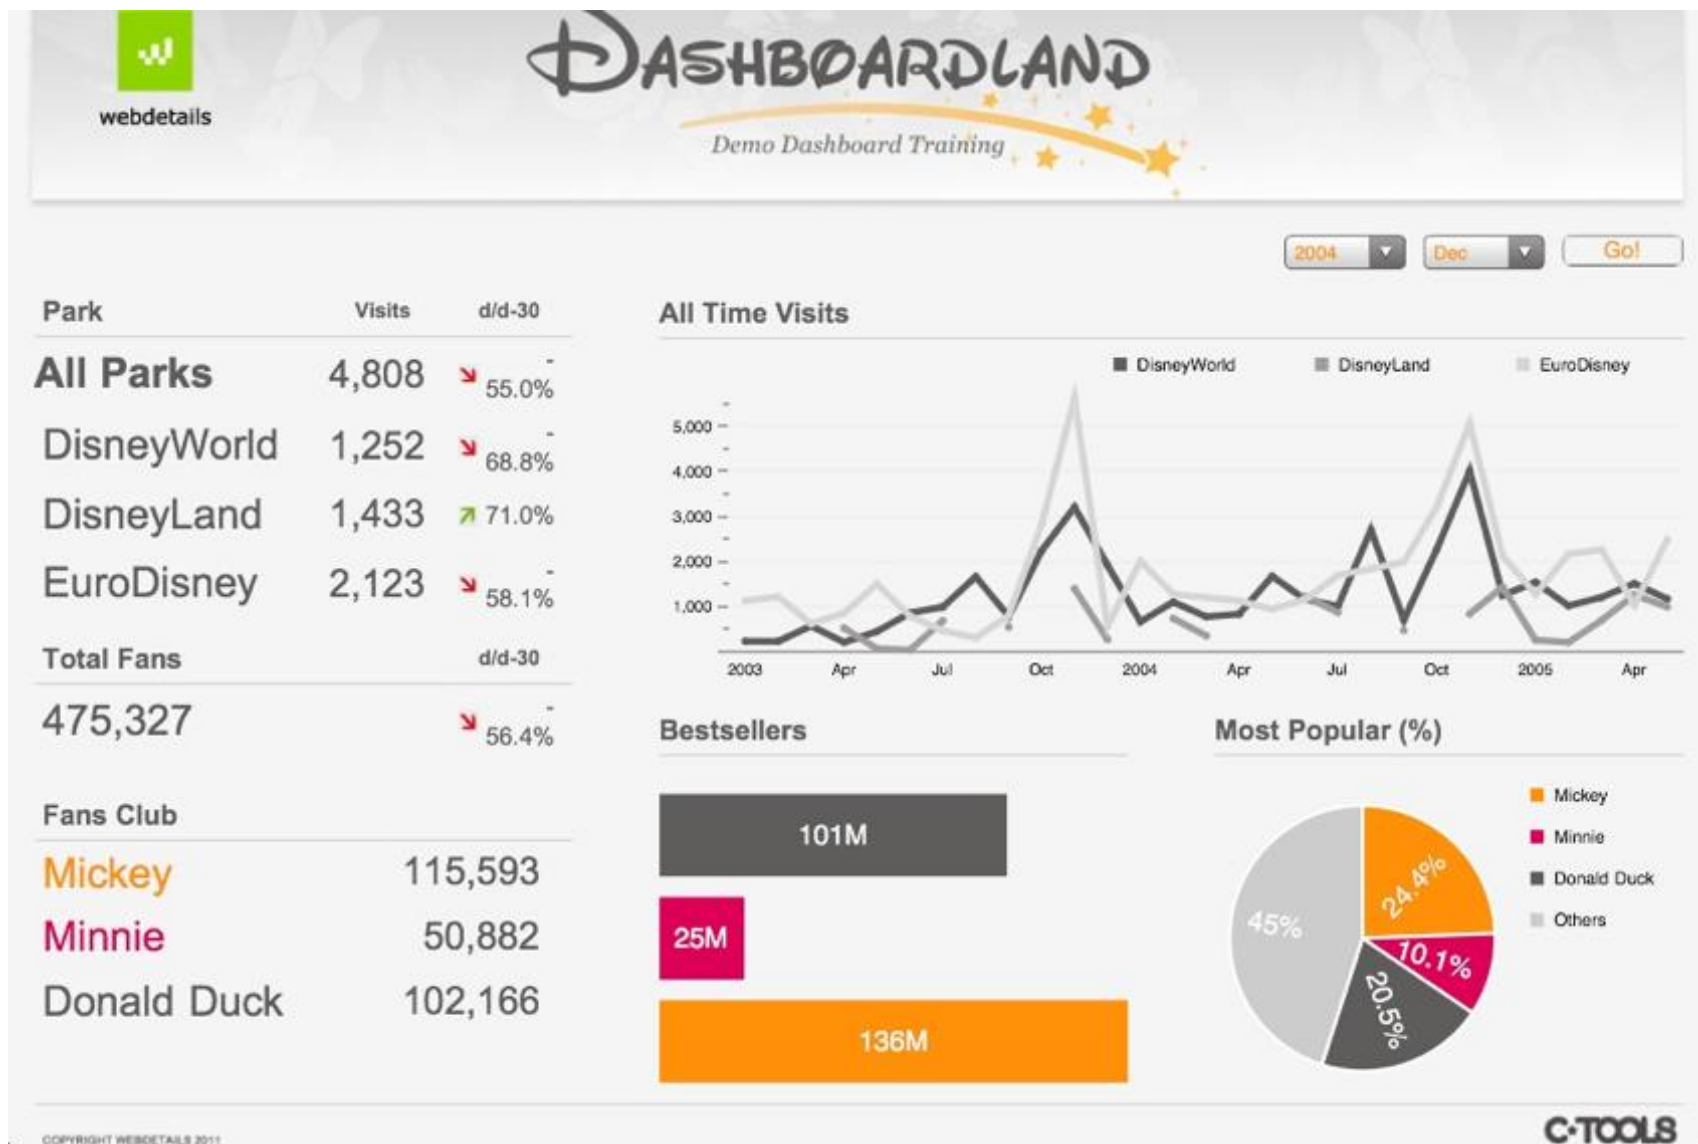 webdetails
DASHBOARDLAND
Demo Dashboard Training
2004 Dec Go!
Park Visits d/d-30
All Parks 4,808 -55.0%
DisneyWorld 1,252 -68.8%
DisneyLand 1,433 71.0%
EuroDisney 2,123 -58.1%
Total Fans d/d-30
475,327 -56.4%
Fans Club
Mickey 115,593
Minnie 50,882
Donald Duck 102,166
All Time Visits
DisneyWorld DisneyLand EuroDisney
5,000
4,000
3,000
2,000
1,000
2003 Apr Jul Oct 2004 Apr Jul Oct 2005 Apr
Bestsellers
101M
25M
136M
Most Popular (%)
Mickey
Minnie
Donald Duck
Others
24.4%
10.1%
20.5%
45%
COPYRIGHT WEBDETAILS 2011
C-TOOLS